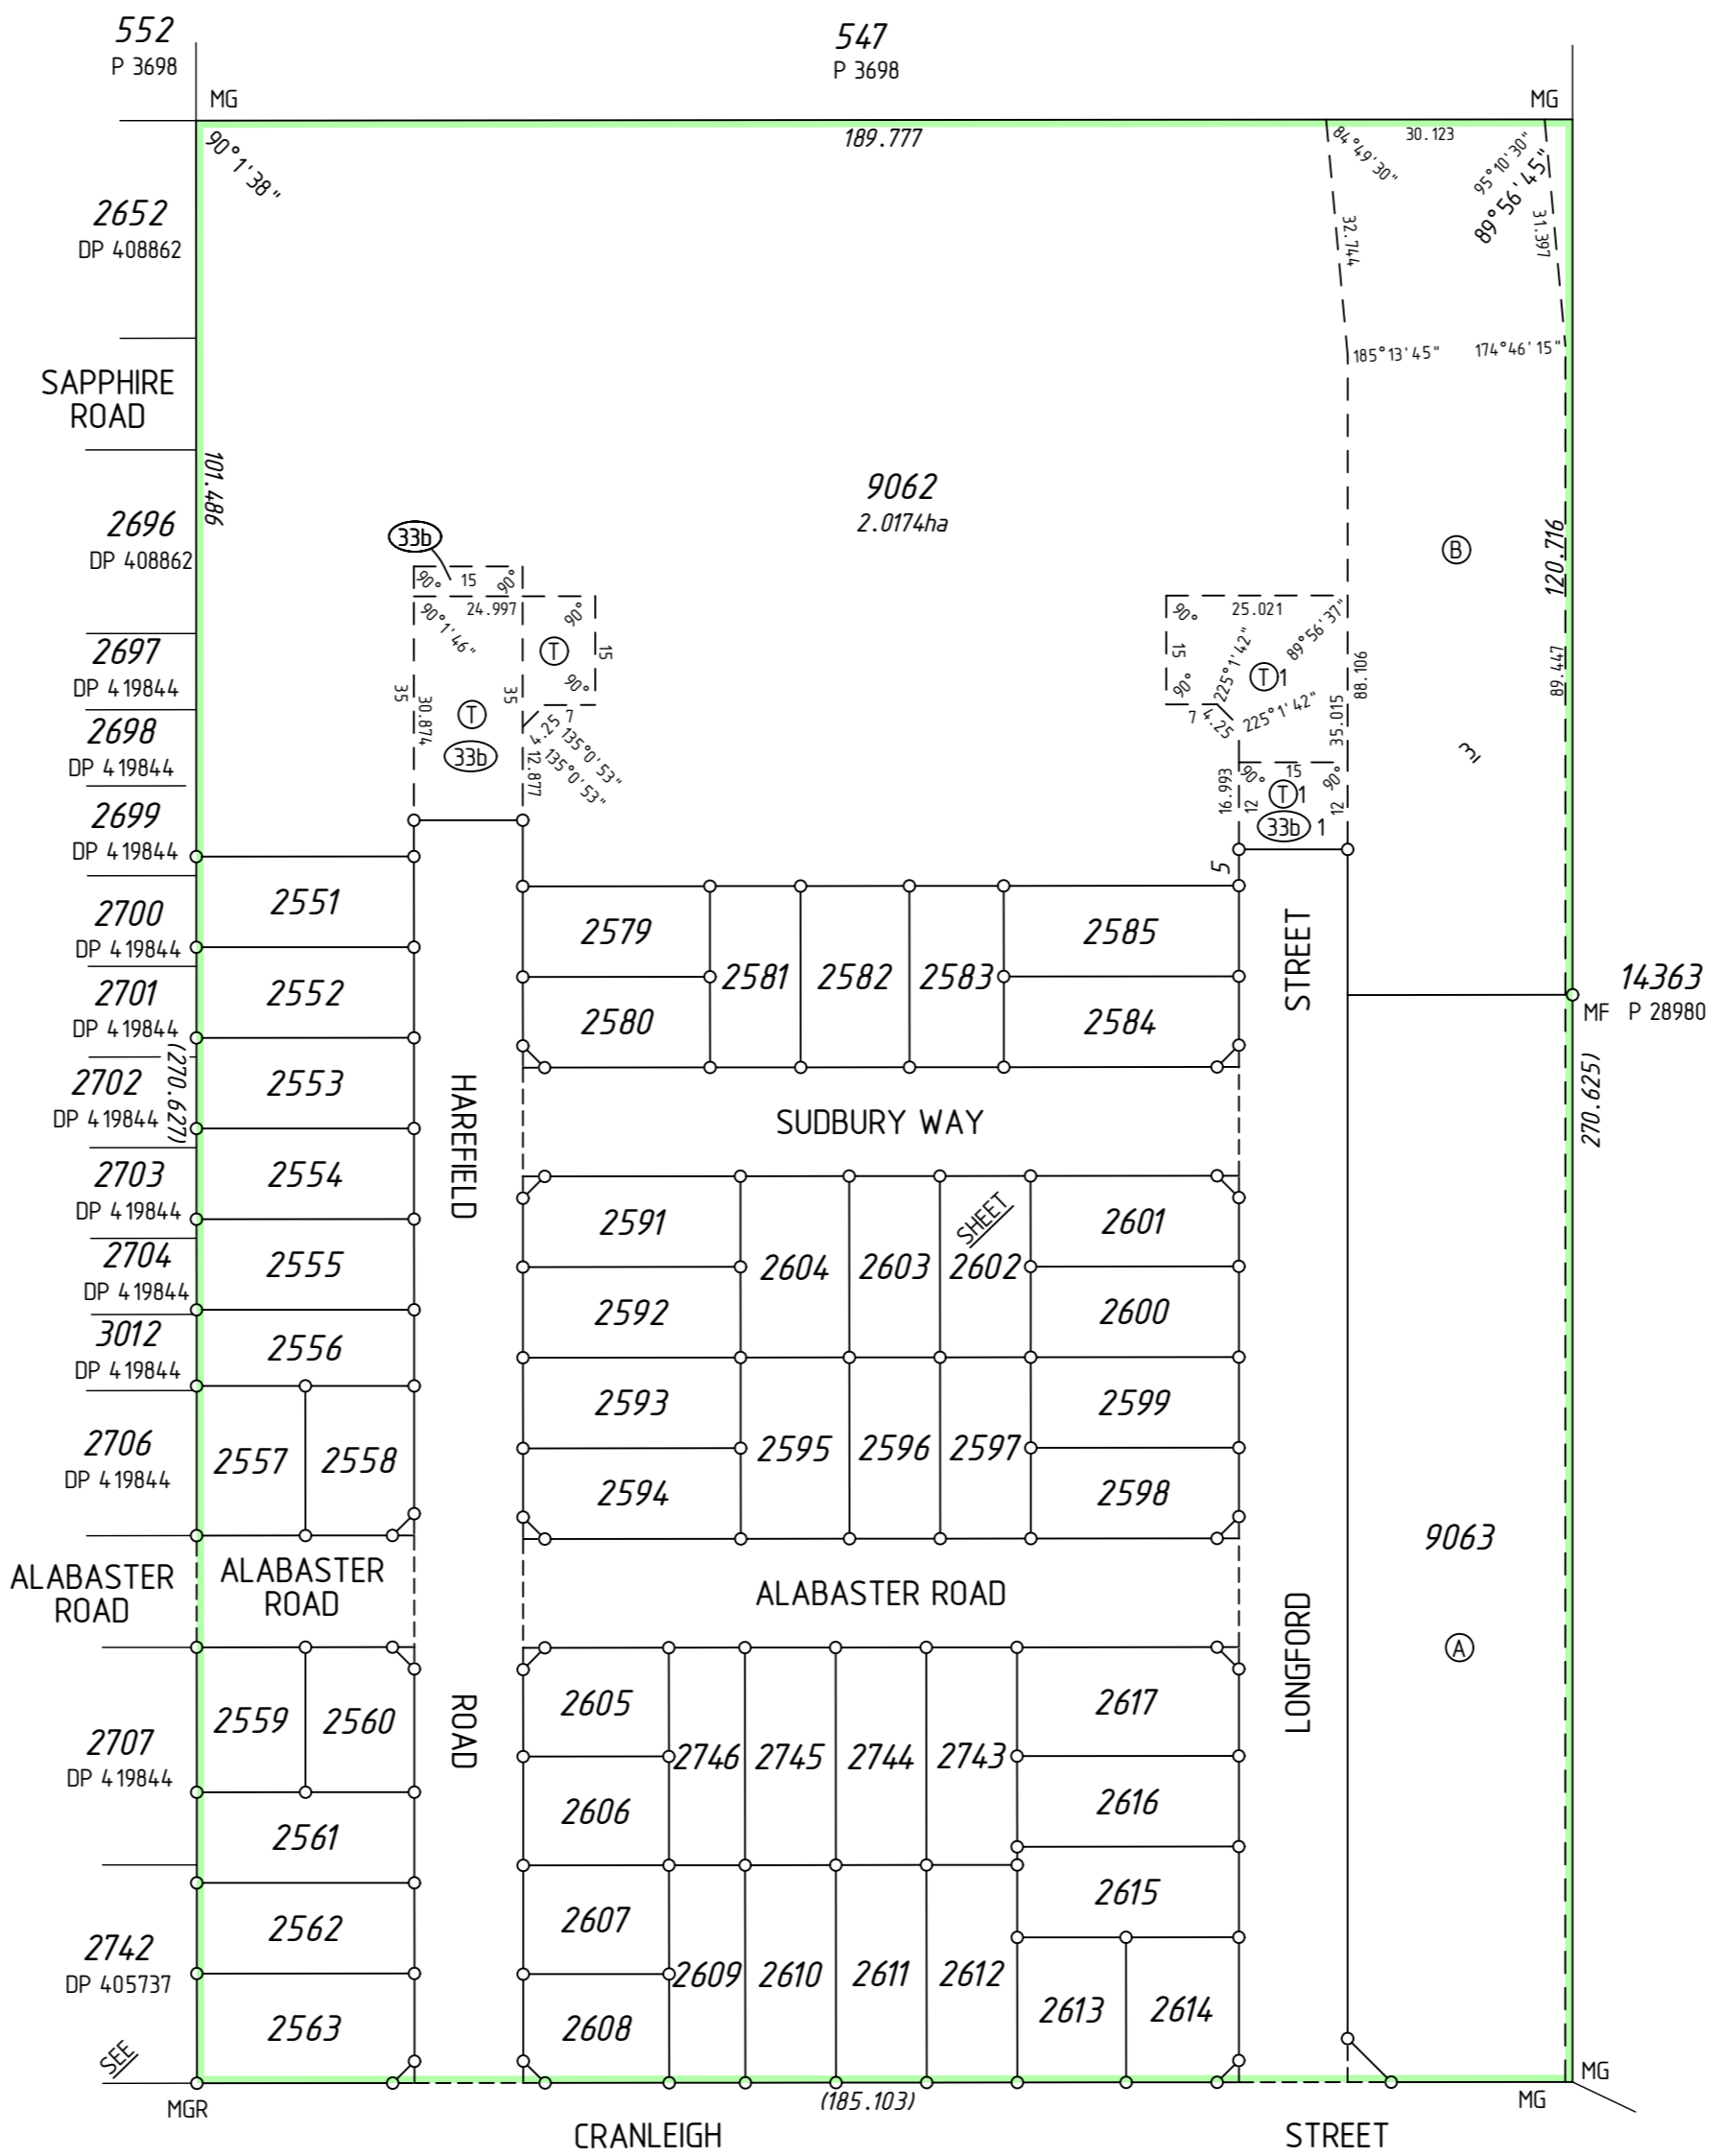 552
P 3698
547
P 3698
MG
MG
189.777
90°1'38"
84°49'30"
30.123
95°10'30"
89°56'45"
32.744
31.397
2652
DP 408862
185°13'45"
174°46'15"
SAPPHIRE
ROAD
101.486
9062
2.0174ha
2696
DP 408862
33b
B
120.716
90°
15
90°
24.997
90°
90°1'46"
T
15
90°
7
35
30.874
35
T
33b
4.25
135°0'53"
135°0'53"
12.877
90°
25.021
89°56'37"
15
225°1'42"
T1
90°
7
4.25
225°1'42"
35.015
88.106
89.447
3
90°
15
90°
16.993
12
T1
12
33b 1
5
2697
DP 419844
2698
DP 419844
2699
DP 419844
2700
DP 419844
2701
DP 419844
2702
DP 419844
(270.627)
2703
DP 419844
2704
DP 419844
3012
DP 419844
2706
DP 419844
2551
2552
2553
2554
2555
2556
2557
2558
HAREFIELD
2579
2580
2581
2582
2583
2585
2584
STREET
14363
MF P 28980
270.625)
SUDBURY WAY
2591
2592
2593
2594
2604
2603
SHEET
2602
2601
2600
2595
2596
2597
2599
2598
9063
A
ALABASTER
ROAD
ALABASTER
ROAD
ALABASTER ROAD
LONGFORD
2707
DP 419844
2742
DP 405737
2559
2560
2561
2562
2563
ROAD
2605
2606
2607
2608
2746
2745
2744
2743
2617
2616
2615
2609
2610
2611
2612
2613
2614
SEE
MGR
(185.103)
MG
MG
CRANLEIGH
STREET